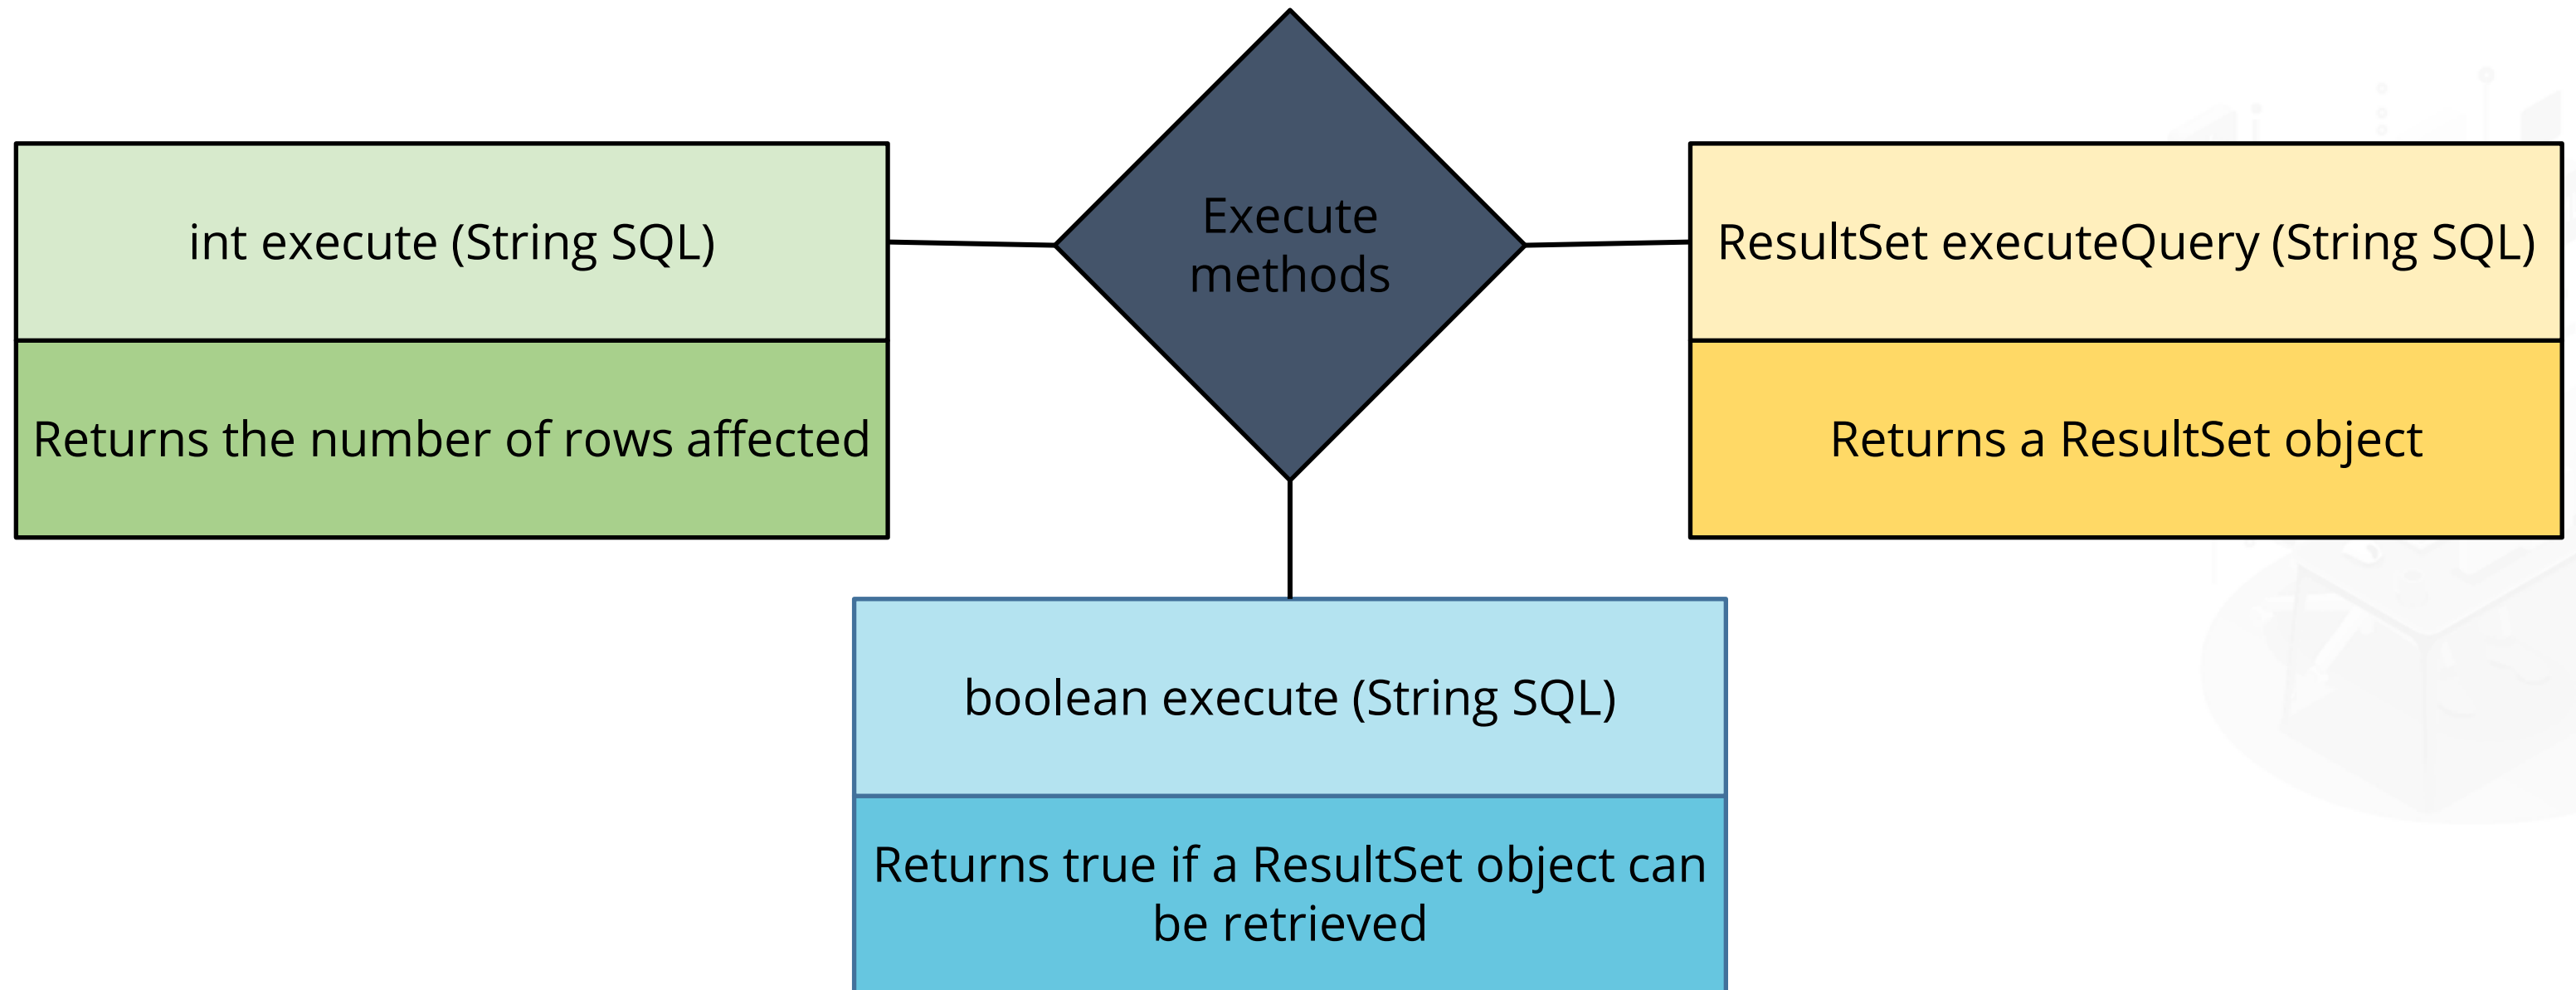 Execute
methods
int execute (String SQL)
Returns the number of rows affected
ResultSet executeQuery (String SQL)
Returns a ResultSet object
boolean execute (String SQL)
Returns true if a ResultSet object can
be retrieved